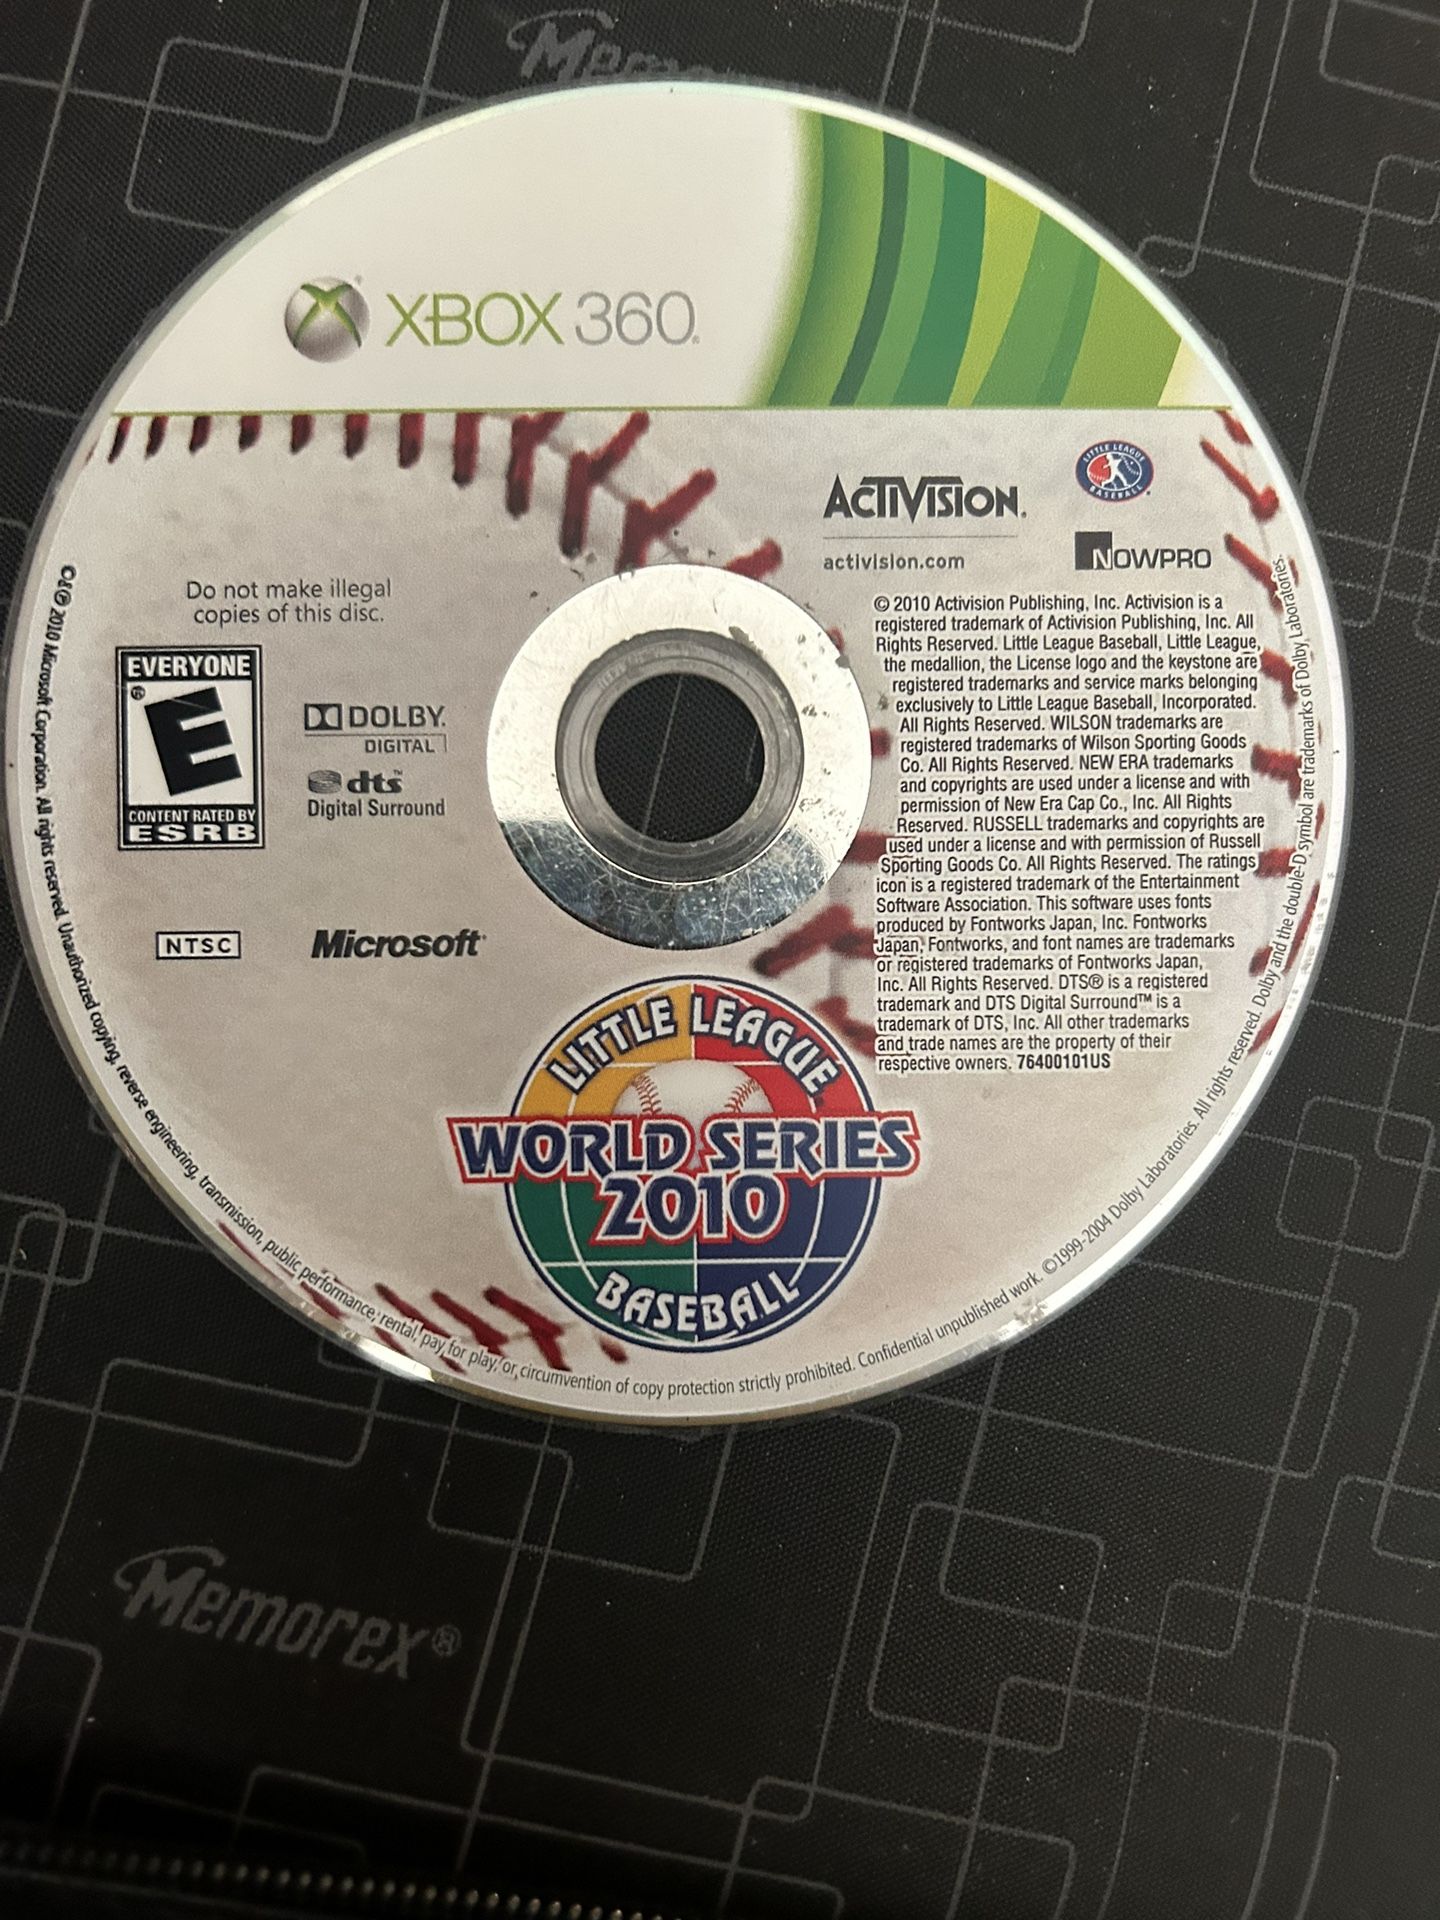 Memo
XBOX 360.
ACTIVISION.
activision.com
LITTLE LEAGUE
BASEBALL
NOWPRO
Do not make illegal
copies of this disc.
EVERYONE
E
CONTENT RATED BY
ESRB
DOLBY.
DIGITAL
dts™
Digital Surround
NTSC
Microsoft®
© 2010 Activision Publishing, Inc. Activision is a
registered trademark of Activision Publishing, Inc. All
Rights Reserved. Little League Baseball, Little League,
the medallion, the License logo and the keystone are
registered trademarks and service marks belonging
exclusively to Little League Baseball, Incorporated.
All Rights Reserved. WILSON trademarks are
registered trademarks of Wilson Sporting Goods
Co. All Rights Reserved. NEW ERA trademarks
and copyrights are used under a license and with
permission of New Era Cap Co., Inc. All Rights
Reserved. RUSSELL trademarks and copyrights are
used under a license and with permission of Russell
Sporting Goods Co. All Rights Reserved. The ratings
icon is a registered trademark of the Entertainment
Software Association. This software uses fonts
produced by Fontworks Japan, Inc. Fontworks
Japan, Fontworks, and font names are trademarks
or registered trademarks of Fontworks Japan,
Inc. All Rights Reserved. DTS® is a registered
trademark and DTS Digital Surround™ is a
trademark of DTS, Inc. All other trademarks
and trade names are the property of their
respective owners. 76400101US
LITTLE LEAGUE
WORLD SERIES
2010
BASEBALL
©&℗ 2010 Microsoft Corporation. All rights reserved. Unauthorized copying, reverse engineering, transmission, public performance, rental, pay for play, or circumvention of copy protection strictly prohibited. Confidential unpublished work. ©1999-2004 Dolby Laboratories. All rights reserved. Dolby and the double-D symbol are trademarks of Dolby Laboratories.
Memorex®